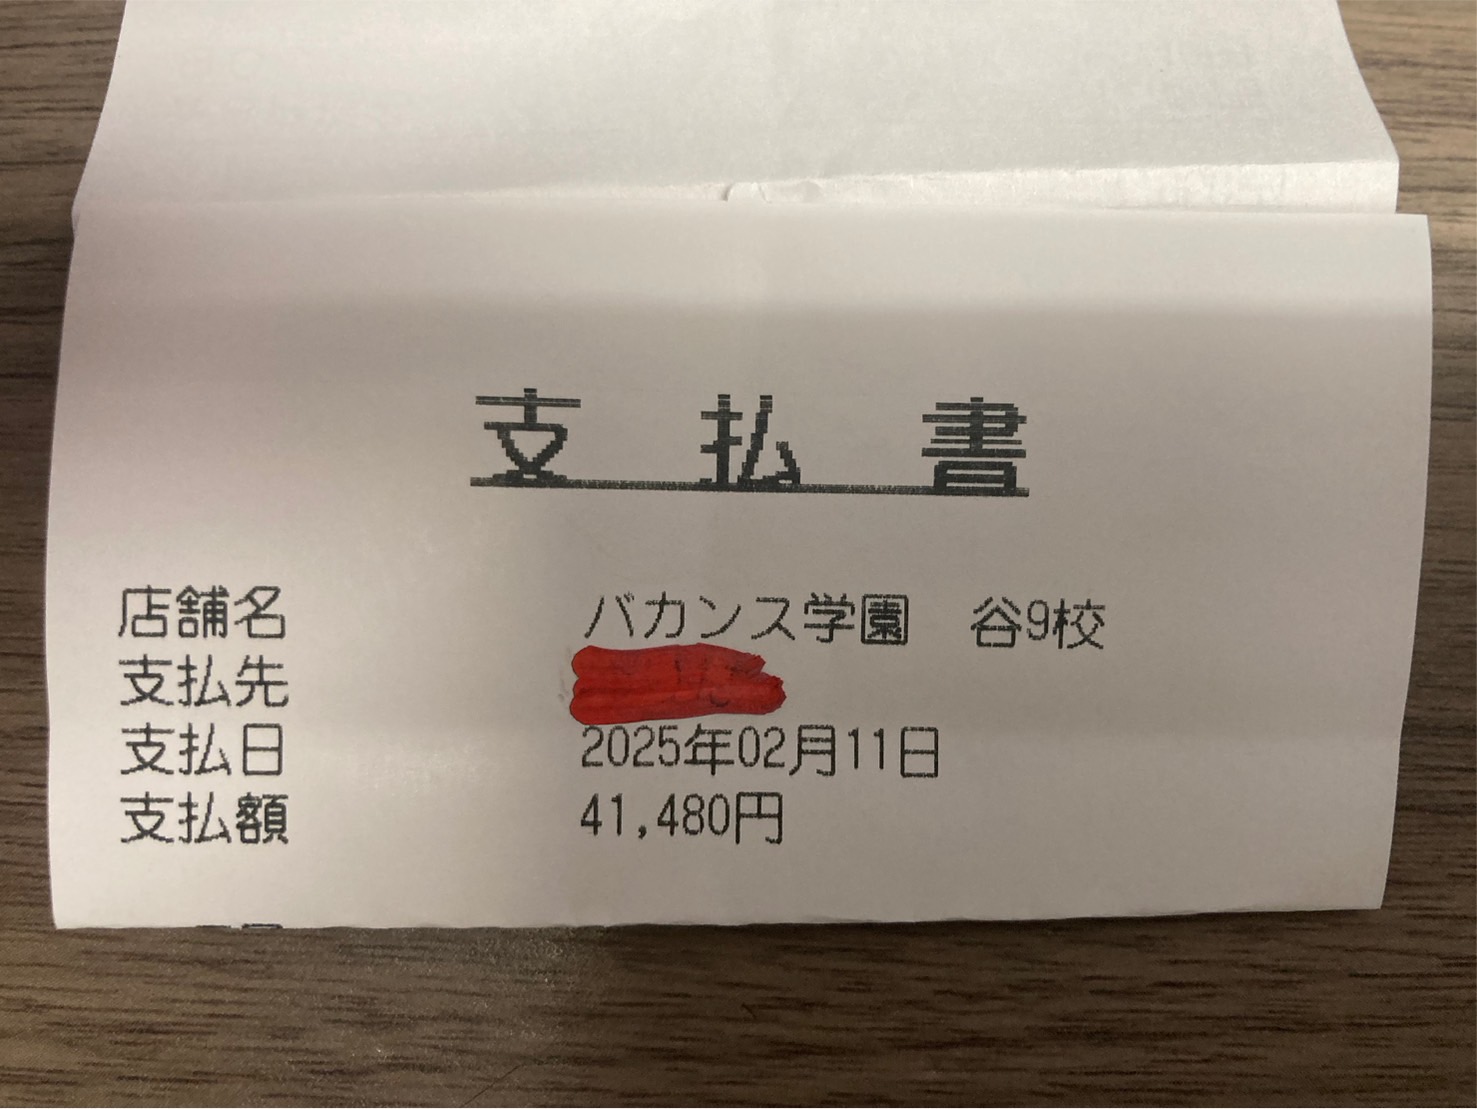 支払書
店舗名 バカンス学園 谷9校
支払先
支払日 2025年02月11日
支払額 41,480円